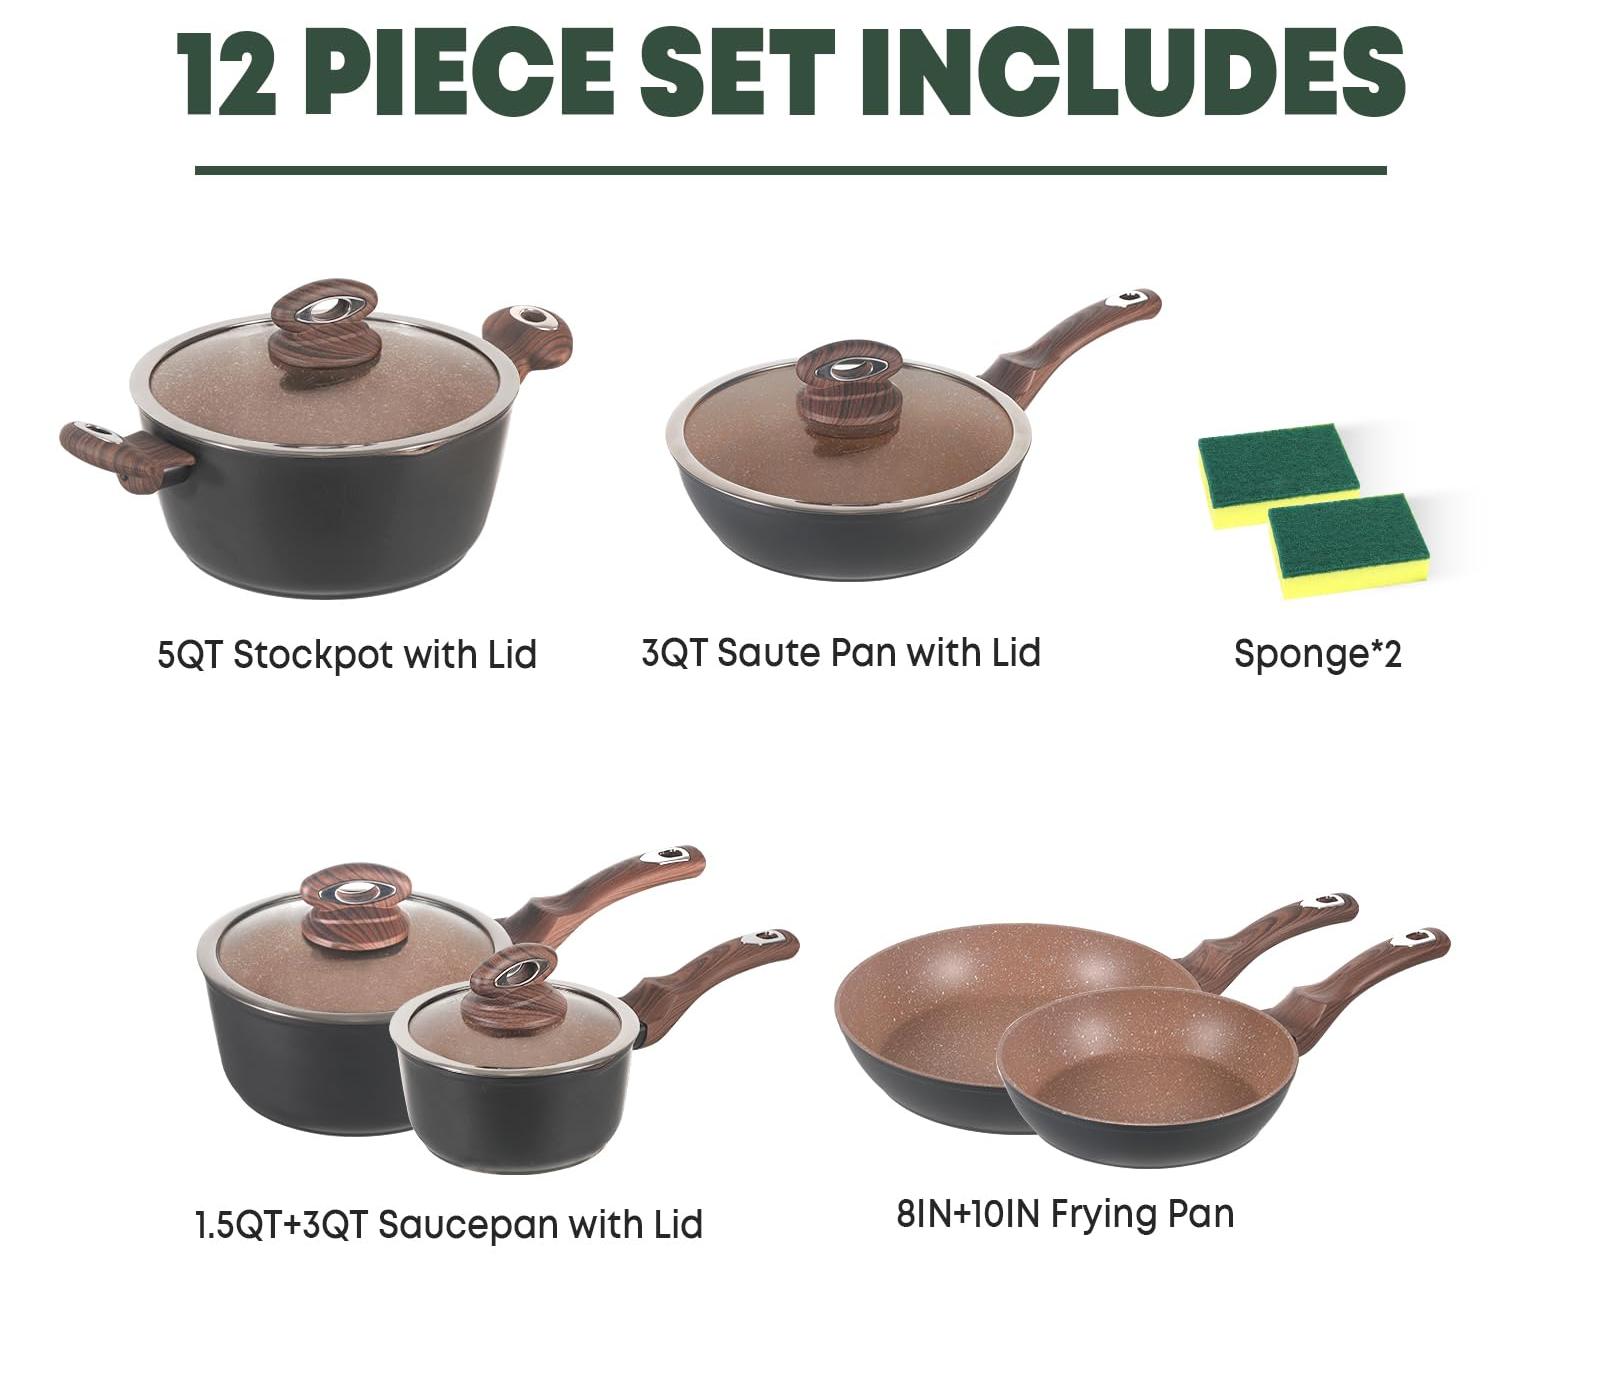 12 PIECE SET INCLUDES
5QT Stockpot with Lid
3QT Saute Pan with Lid
Sponge*2
1.5QT+3QT Saucepan with Lid
8IN+10IN Frying Pan